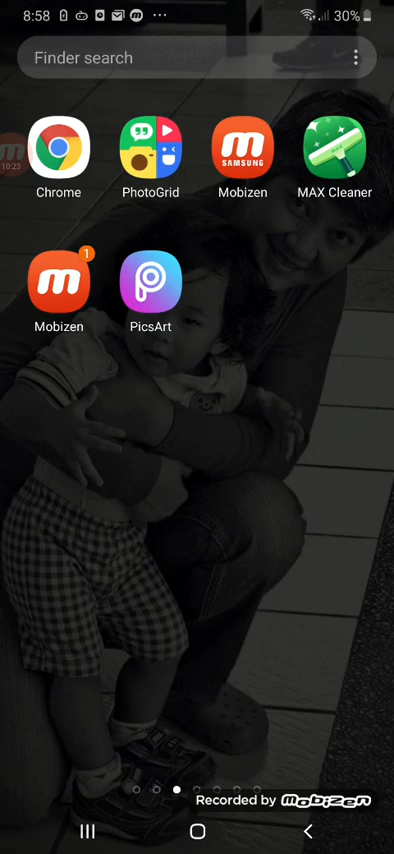 8:58
30%
Finder search
10:23
SAMSUNG
Chrome
PhotoGrid
Mobizen
MAX Cleaner
1
Mobizen
PicsArt
Recorded by mobizen